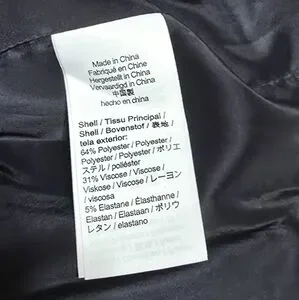 Made in China
Fabriqué en Chine
Hergestellt in China
Vervaardigd in China
中国製
hecho en china
Shell / Tissu Principal /
Shell / Bovenstof / 表地 /
tela exterior:
64% Polyester / Polyester /
Polyester / Polyester / ポリエ
ステル / poliéster
31% Viscose / Viscose /
Viskose / Viscose / レーヨン
/ viscosa
5% Elastane / Élasthanne /
Elastan / Elastaan / ポリウ
レタン / elastano